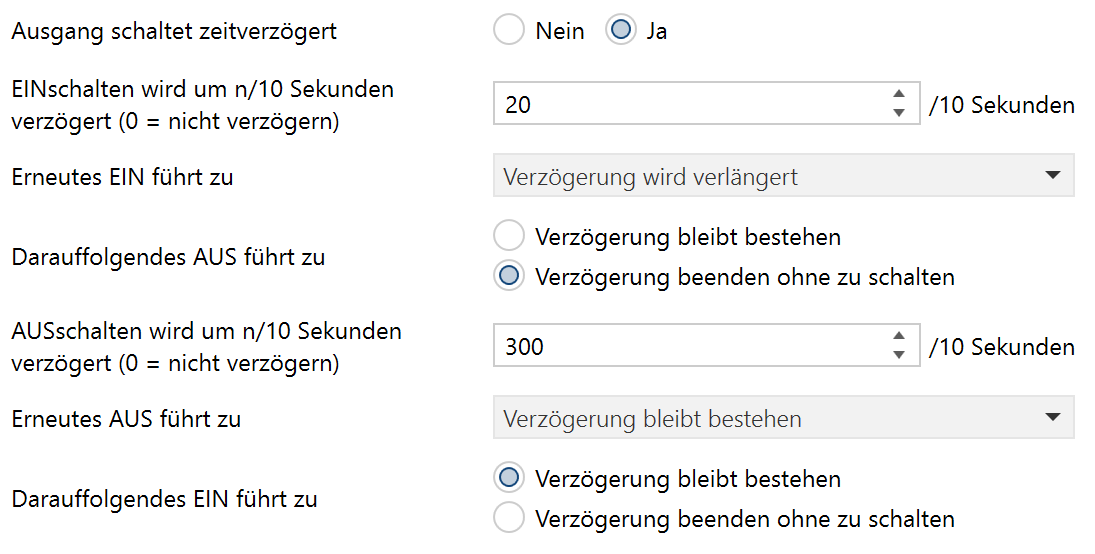 Ausgang schaltet zeitverzögert
Nein Ja
EINschalten wird um n/10 Sekunden
verzögert (0 = nicht verzögern)
20 /10 Sekunden
Erneutes EIN führt zu
Verzögerung wird verlängert
Darauffolgendes AUS führt zu
Verzögerung bleibt bestehen
Verzögerung beenden ohne zu schalten
AUSschalten wird um n/10 Sekunden
verzögert (0 = nicht verzögern)
300 /10 Sekunden
Erneutes AUS führt zu
Verzögerung bleibt bestehen
Darauffolgendes EIN führt zu
Verzögerung bleibt bestehen
Verzögerung beenden ohne zu schalten